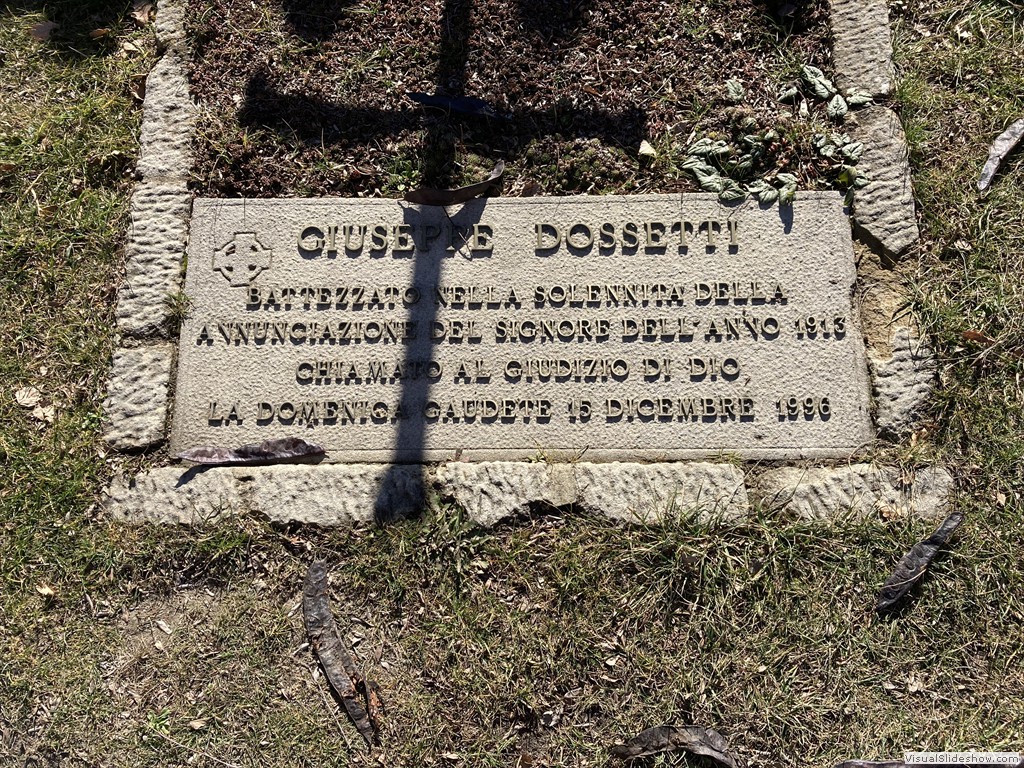 GIUSEPPE DOSSETTI
BATTEZZATO NELLA SOLENNITA' DELLA
ANNUNCIAZIONE DEL SIGNORE DELL'ANNO 1913
CHIAMATO AL GIUDIZIO DI DIO,
LA DOMENICA GAUDETE 15 DICEMBRE 1996
VisualSlideshow.com